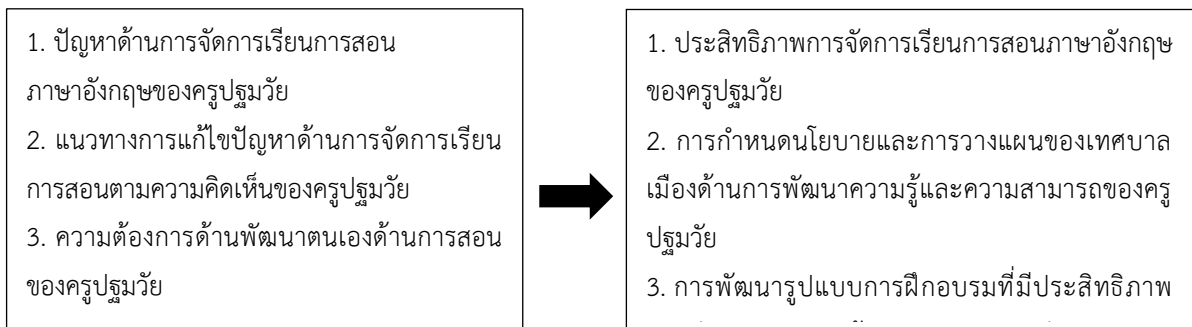 1. ปัญหาด้านการจัดการเรียนการสอน
ภาษาอังกฤษของครูปฐมวัย
2. แนวทางการแก้ไขปัญหาด้านการจัดการเรียน
การสอนตามความคิดเห็นของครูปฐมวัย
3. ความต้องการด้านพัฒนาตนเองด้านการสอน
ของครูปฐมวัย
1. ประสิทธิภาพการจัดการเรียนการสอนภาษาอังกฤษ
ของครูปฐมวัย
2. การกำหนดนโยบายและการวางแผนของเทศบาล
เมืองด้านการพัฒนาความรู้และความสามารถของครู
ปฐมวัย
3. การพัฒนารูปแบบการฝึกอบรมที่มีประสิทธิภาพ